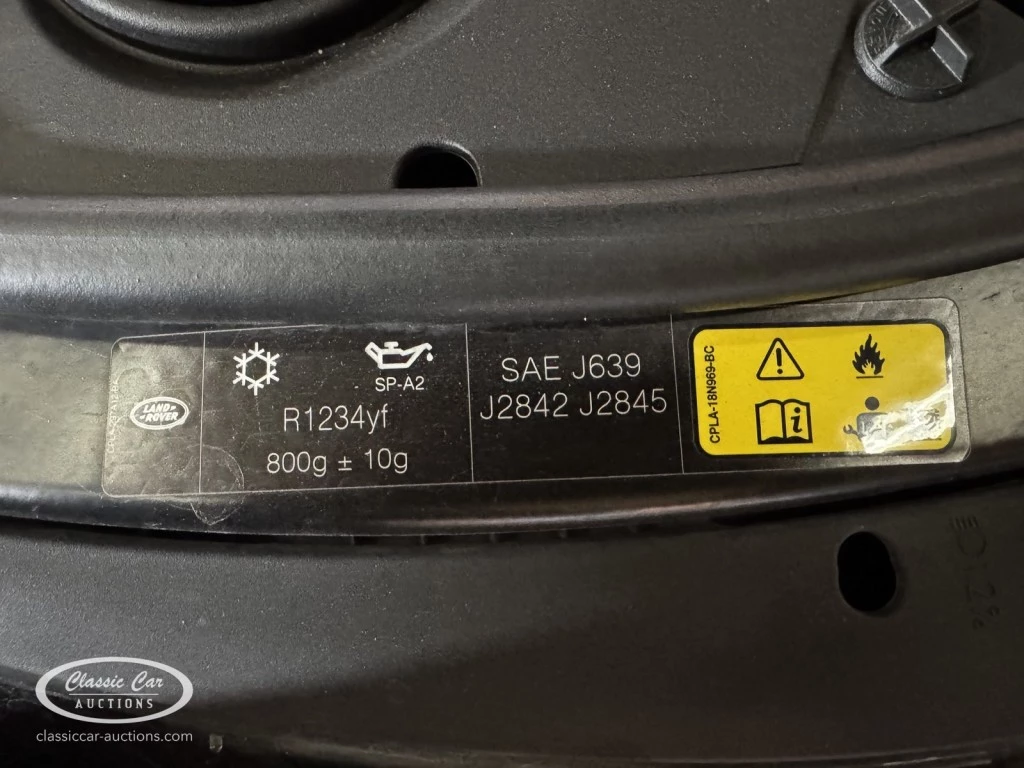 LAND
ROVER
SP-A2
R1234yf
800g ± 10g
SAE J639
J2842 J2845
CPLA-18N969-BC
Classic Car
AUCTIONS
classiccar-auctions.com